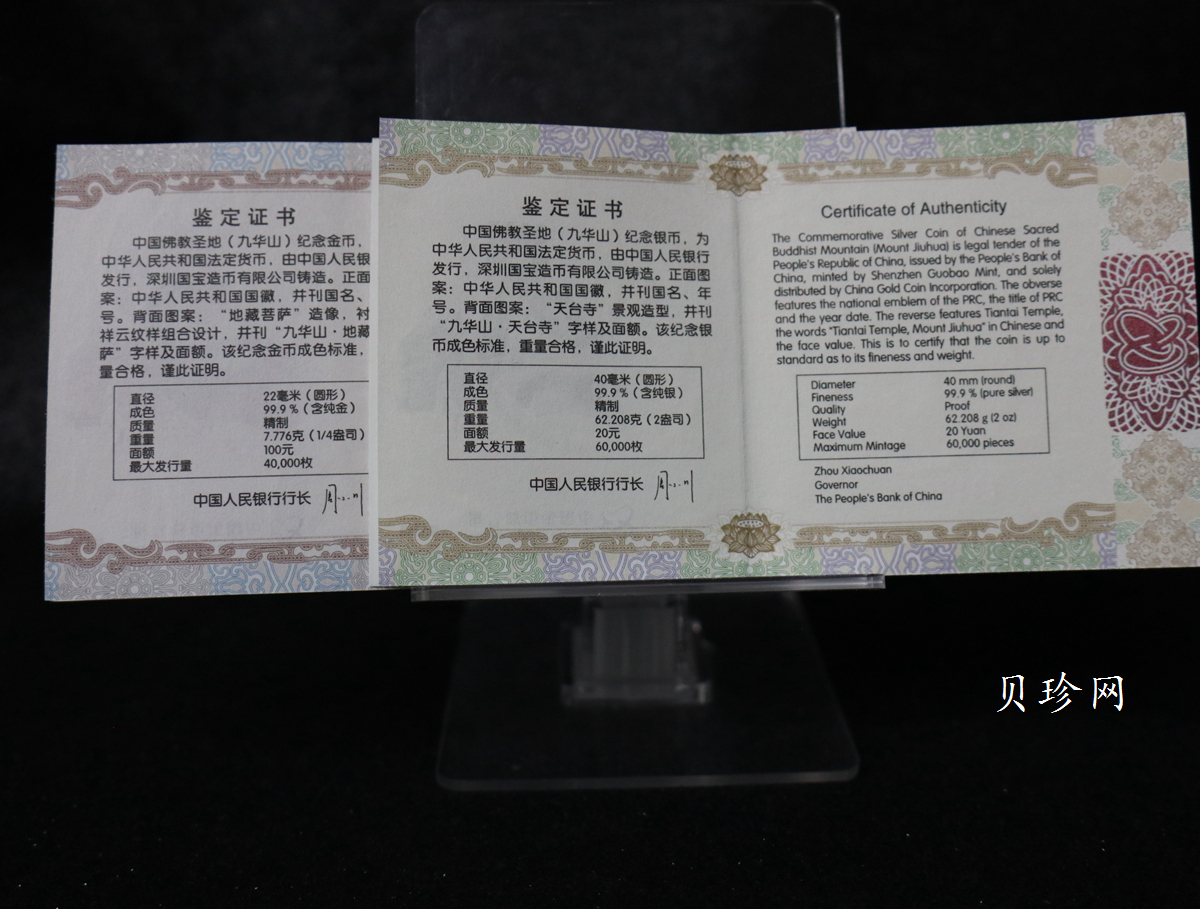 鉴定证书
中国佛教圣地（九华山）纪念金币，
中华人民共和国法定货币，由中国人民银
发行，深圳国宝造币有限公司铸造。正面
案：中华人民共和国国徽，并刊国名、
号。背面图案：“地藏菩萨”造像，衬
祥云纹样组合设计，并刊“九华山·地藏
萨”字样及面额。该纪念金币成色标准，
量合格，谨此证明。
直径 22毫米（圆形）
成色 99.9％（含纯金）
质量 精制
重量 7.776克（1/4盎司）
面额 100元
最大发行量 40,000枚
中国人民银行行长
鉴定证书
中国佛教圣地（九华山）纪念银币，为
中华人民共和国法定货币，由中国人民银行
发行，深圳国宝造币有限公司铸造。正面图
案：中华人民共和国国徽，并刊国名、年
号。背面图案：“天台寺”景观造型，并刊
“九华山·天台寺”字样及面额。该纪念银
币成色标准，重量合格，谨此证明。
直径 40毫米（圆形）
成色 99.9％（含纯银）
质量 精制
重量 62.208克（2盎司）
面额 20元
最大发行量 60,000枚
中国人民银行行长
Certificate of Authenticity
The Commemorative Silver Coin of Chinese Sacred
Buddhist Mountain (Mount Jiuhua) is legal tender of the
People's Republic of China, issued by the People's Bank of
China, minted by Shenzhen Guobao Mint, and solely
distributed by China Gold Coin Incorporation. The obverse
features the national emblem of the PRC, the title of PRC
and the year date. The reverse features Tiantai Temple,
the words "Tiantai Temple, Mount Jiuhua" in Chinese and
the face value. This is to certify that the coin is up to
standard as to its fineness and weight.
Diameter 40 mm (round)
Fineness 99.9 % (pure silver)
Quality Proof
Weight 62.208 g (2 oz)
Face Value 20 Yuan
Maximum Mintage 60,000 pieces
Zhou Xiaochuan
Governor
The People's Bank of China
贝珍网